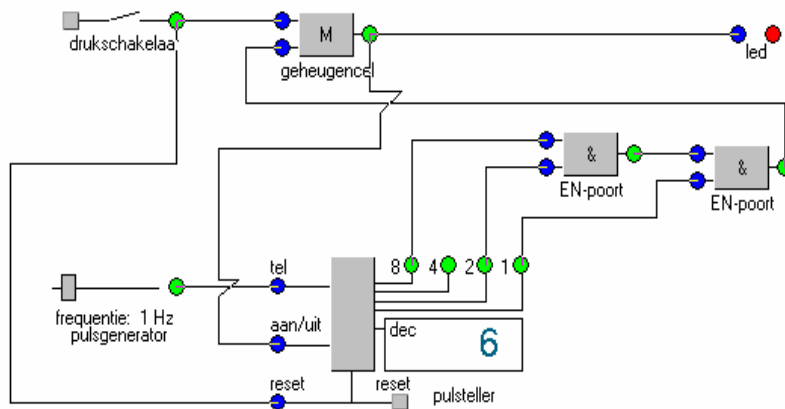 drukschakelaar
M
geheugencel
led
&
EN-poort
&
EN-poort
tel
8 4 2 1
frequentie: 1 Hz
pulsgenerator
aan/uit
dec
6
reset
reset
pulsteller